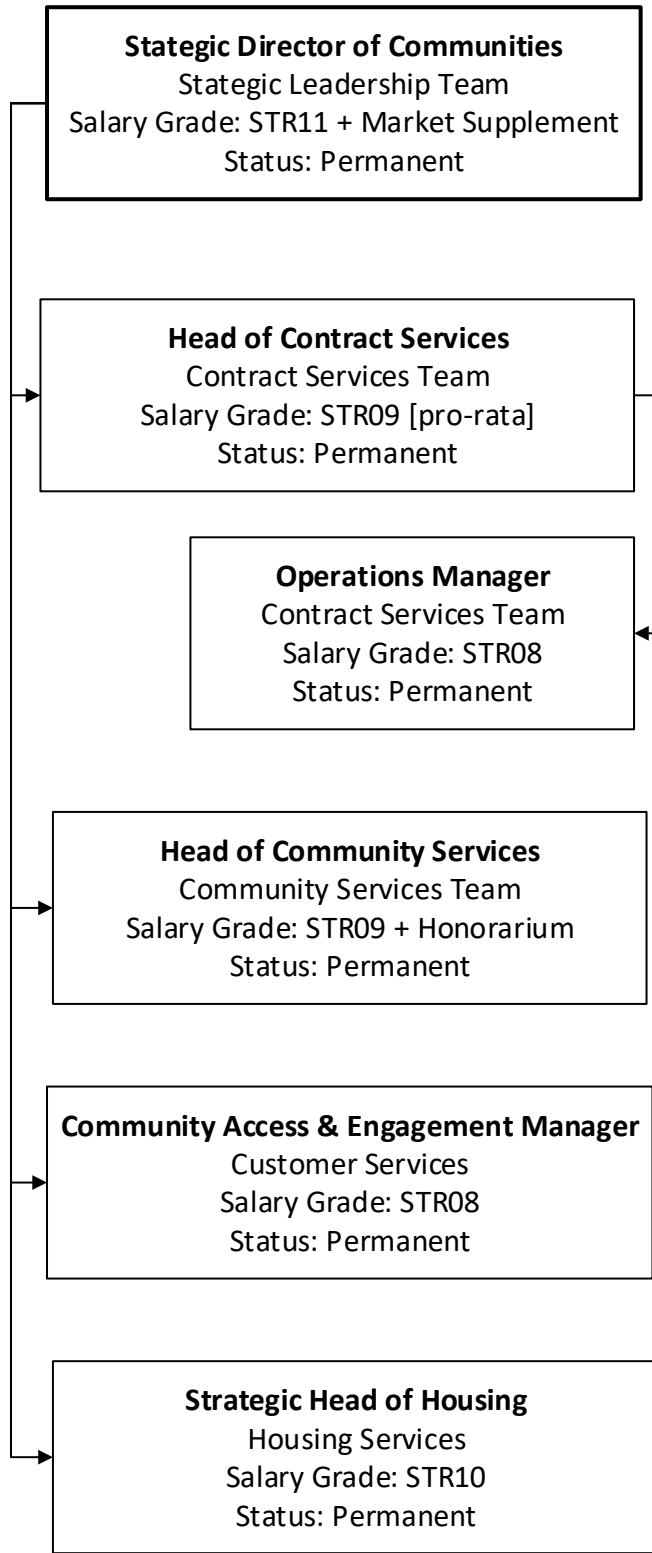 Stategic Director of Communities
Stategic Leadership Team
Salary Grade: STR11 + Market Supplement
Status: Permanent
Head of Contract Services
Contract Services Team
Salary Grade: STR09 [pro-rata]
Status: Permanent
Operations Manager
Contract Services Team
Salary Grade: STR08
Status: Permanent
Head of Community Services
Community Services Team
Salary Grade: STR09 + Honorarium
Status: Permanent
Community Access & Engagement Manager
Customer Services
Salary Grade: STR08
Status: Permanent
Strategic Head of Housing
Housing Services
Salary Grade: STR10
Status: Permanent